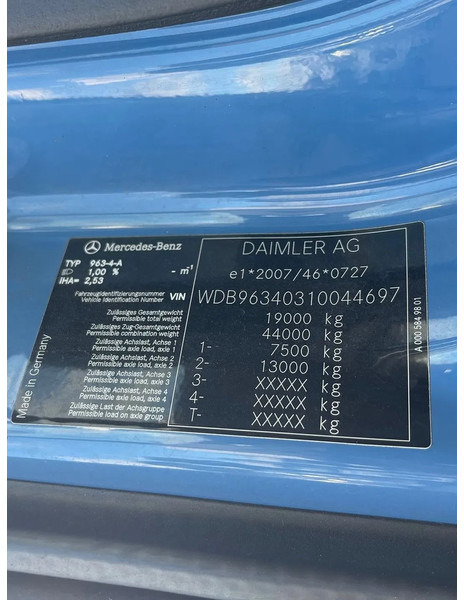 Mercedes-Benz
TYP 963-4-A
1,00 % - m⁻¹
IHA= 2,53
Fahrzeugidentifizierungsnummer
Vehicle Identification Number VIN
Zulässiges Gesamtgewicht
Permissible total weight
Zulässiges Zug-Gesamtgewicht
Permissible combination weight
Zulässige Achslast, Achse 1
Permissible axle load, axle 1
Zulässige Achslast, Achse 2
Permissible axle load, axle 2
Zulässige Achslast, Achse 3
Permissible axle load, axle 3
Zulässige Achslast, Achse 4
Permissible axle load, axle 4
Zulässige Last der Achsgruppe
Permissible load on axle group
Made in Germany
DAIMLER AG
e1*2007/46*0727
WDB96340310044697
19000 kg
44000 kg
1- 7500 kg
2- 13000 kg
3- XXXXX kg
4- XXXXX kg
T- XXXXX kg
A 000 584 98 01